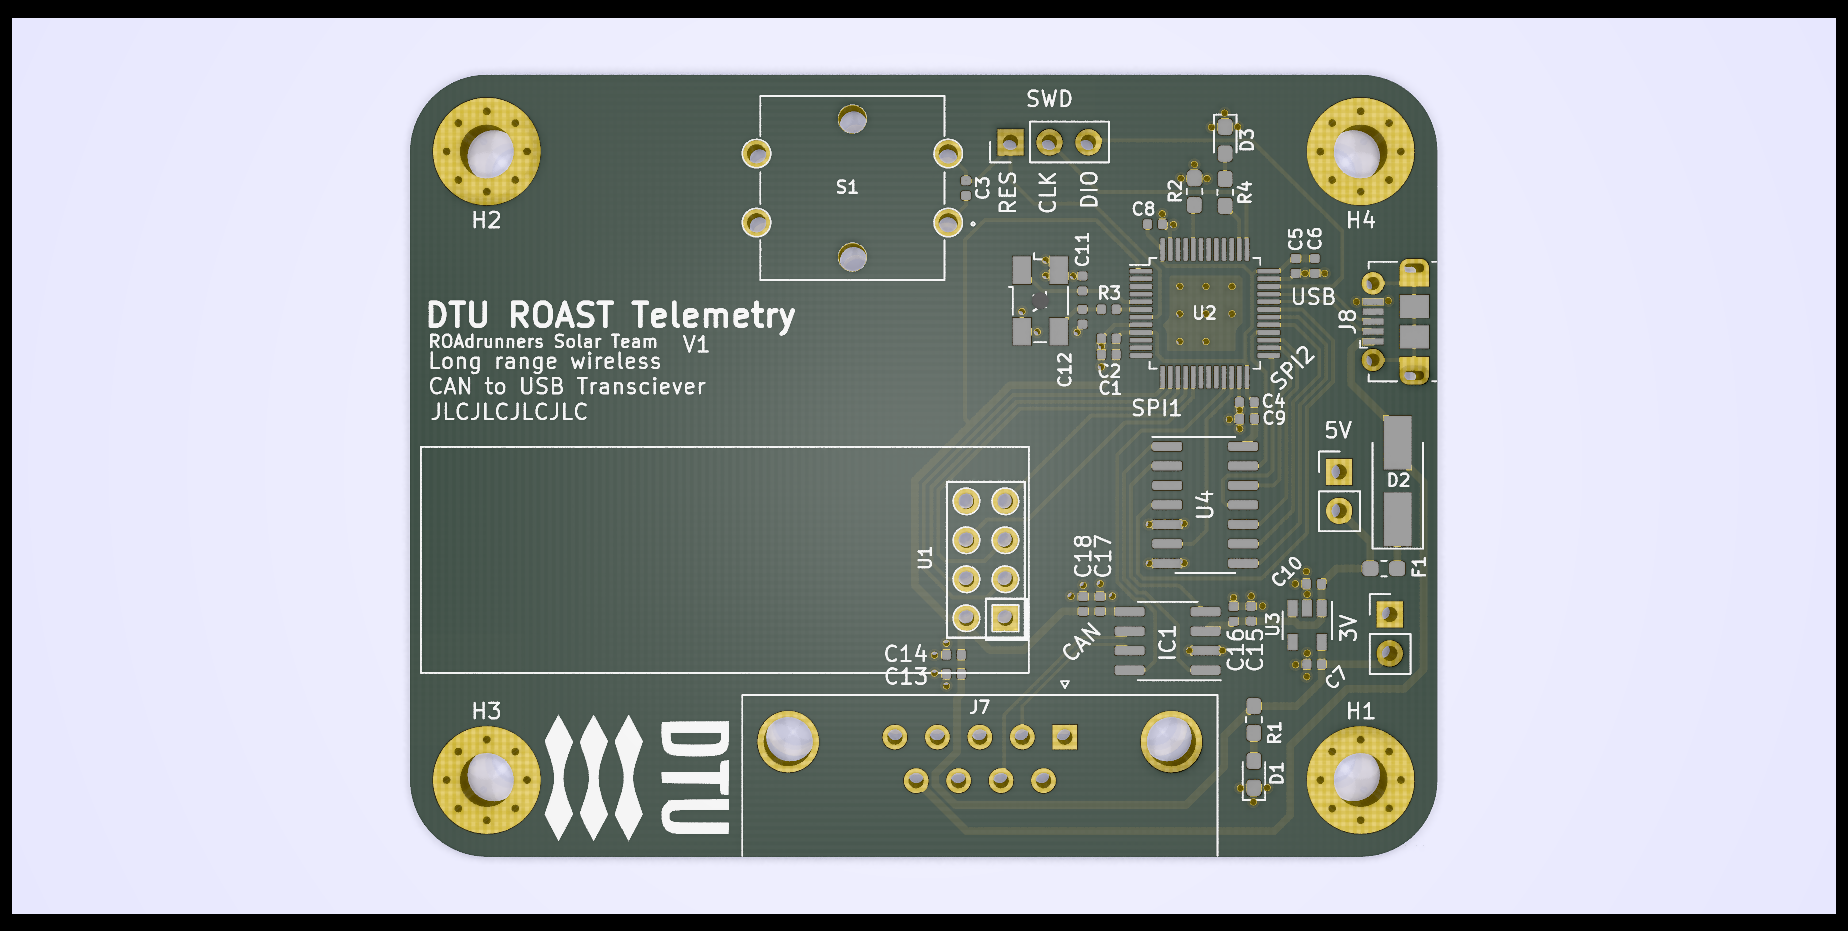 SWD
D3
H2
S1
C3
RES
CLK
DIO
R2
R4
C8
H4
C11
C5
C6
R3
U2
USB
J8
DTU ROAST Telemetry
ROAdrunners Solar Team V1
Long range wireless
CAN to USB Transciever
JLCJLCJLCJLC
C12
C2
C1
SPI2
SPI1
C4
C9
5V
D2
U4
U1
C18
C17
C10
F1
CAN
IC1
C16
C15
U3
3V
C14
C13
C7
H3
J7
H1
R1
D1
DTU